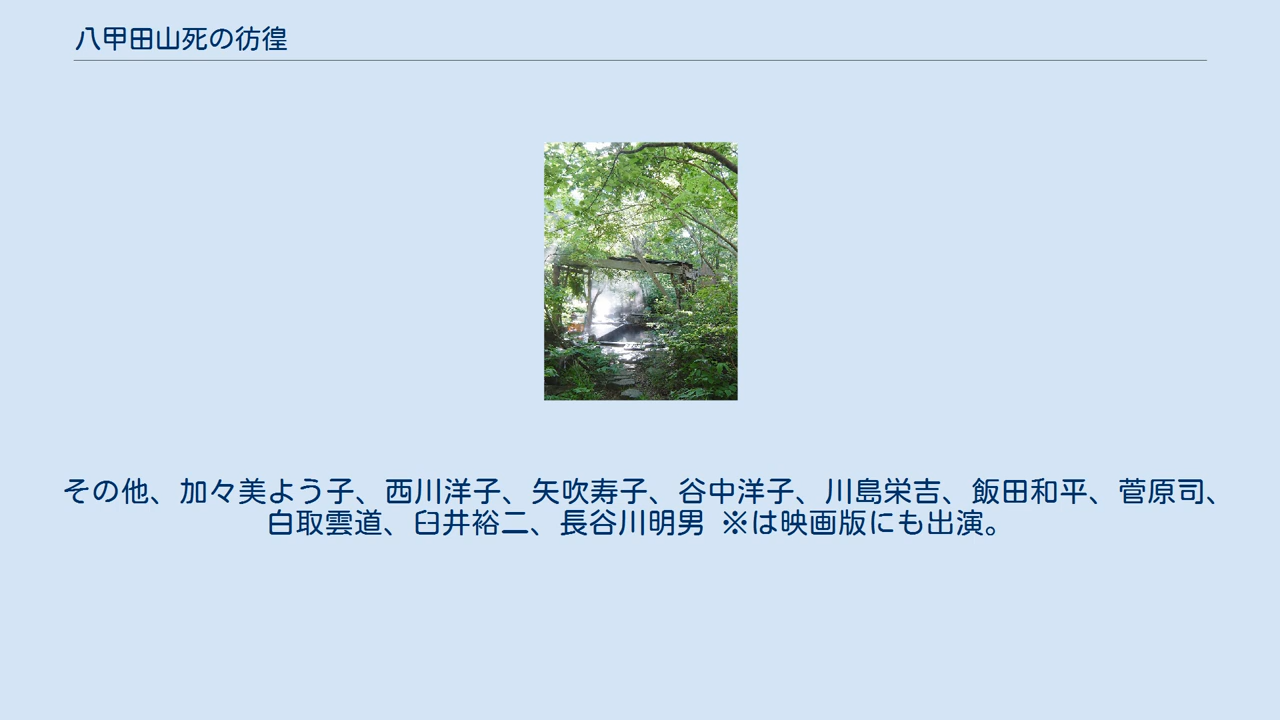 八甲田山死の彷徨
その他、加々美よう子、西川洋子、矢吹寿子、谷中洋子、川島栄吉、飯田和平、菅原司、
白取雲道、臼井裕二、長谷川明男 ※は映画版にも出演。